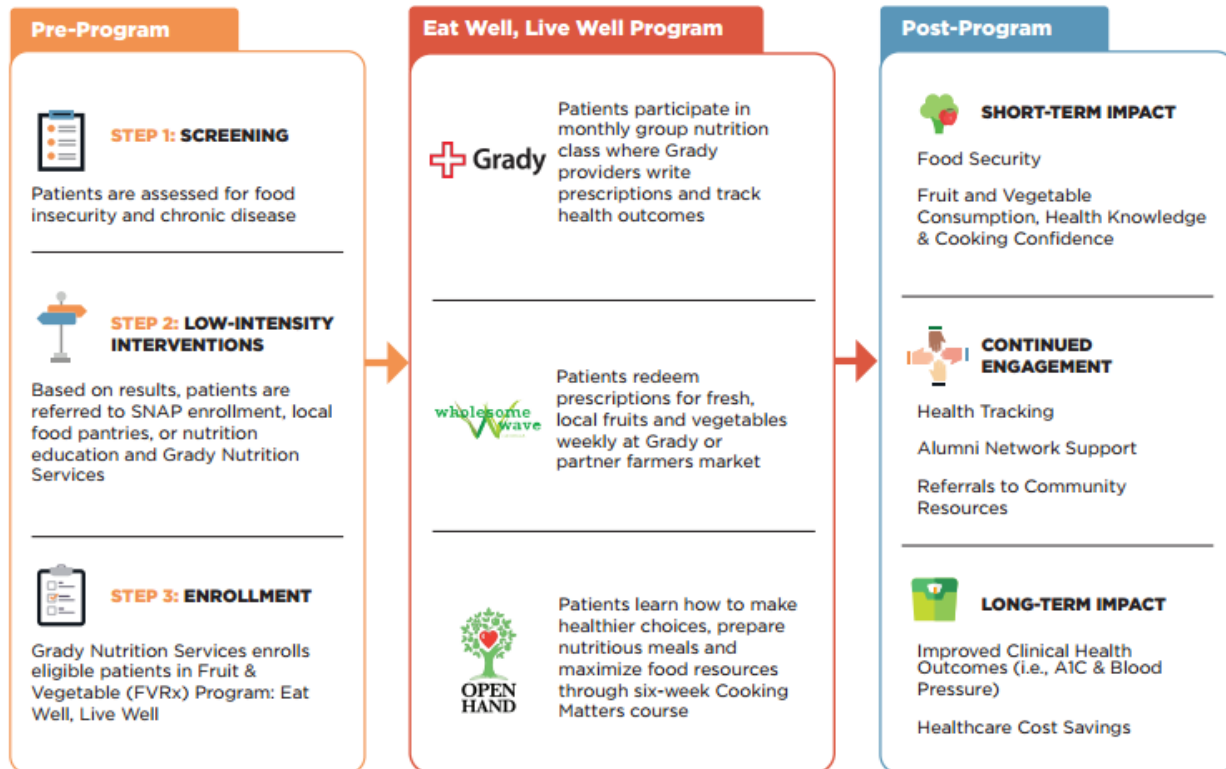 Pre-Program
STEP 1: SCREENING
Patients are assessed for food
insecurity and chronic disease
STEP 2: LOW-INTENSITY
INTERVENTIONS
Based on results, patients are
referred to SNAP enrollment, local
food pantries, or nutrition
education and Grady Nutrition
Services
STEP 3: ENROLLMENT
Grady Nutrition Services enrolls
eligible patients in Fruit &
Vegetable (FVRx) Program: Eat
Well, Live Well
Eat Well, Live Well Program
Grady
Patients participate in
monthly group nutrition
class where Grady
providers write
prescriptions and track
health outcomes
wholesome
wave
Patients redeem
prescriptions for fresh,
local fruits and vegetables
weekly at Grady or
partner farmers market
OPEN
HAND
Patients learn how to make
healthier choices, prepare
nutritious meals and
maximize food resources
through six-week Cooking
Matters course
Post-Program
SHORT-TERM IMPACT
Food Security
Fruit and Vegetable
Consumption, Health Knowledge
& Cooking Confidence
CONTINUED
ENGAGEMENT
Health Tracking
Alumni Network Support
Referrals to Community
Resources
LONG-TERM IMPACT
Improved Clinical Health
Outcomes (i.e., A1C & Blood
Pressure)
Healthcare Cost Savings